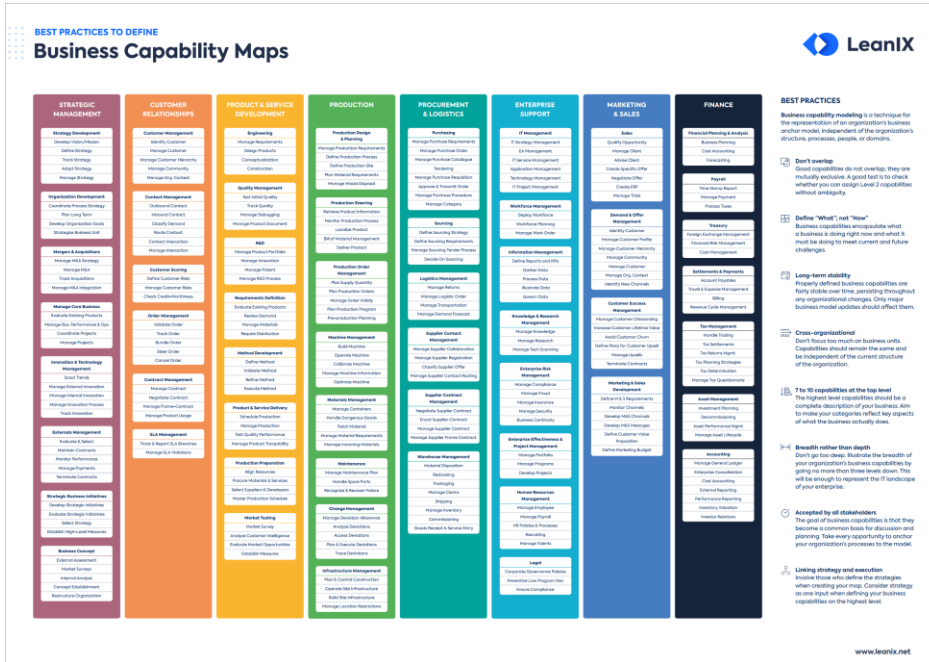 BEST PRACTICES TO DEFINE
Business Capability Maps
LeanIX
STRATEGIC
MANAGEMENT
Strategy Development
Develop Vision/Mission
Define Strategy
Track Strategy
Adapt Strategy
Manage Strategy
Organization Development
Coordinate Process Strategy
Plan Long Term
Develop Organization Goals
Strategize Business Unit
Mergers & Acquisitions
Manage M&A Strategy
Manage M&A
Track Acquisitions
Manage M&A Integration
Manage Core Business
Evaluate Existing Products
Manage Bus. Performance & Ops
Coordinate Projects
Manage Projects
Innovation & Technology
Management
Scout Trends
Manage External Innovation
Manage Internal Innovation
Manage Innovation Process
Track Innovation
Externals Management
Evaluate & Select
Maintain Contracts
Monitor Performance
Manage Payments
Terminate Contracts
Strategic Business Initiatives
Develop Strategic Initiatives
Evaluate Strategic Initiatives
Select Strategy
Establish High-Level Measures
Business Concept
External Assessment
Market Surveys
Internal Analysis
Concept Establishment
Restructure Organization
CUSTOMER
RELATIONSHIPS
Customer Management
Identify Customer
Manage Customer
Manage Customer Hierarchy
Manage Community
Manage Org. Context
Contact Management
Outbound Contact
Inbound Contact
Classify Demand
Route Contact
Contact Interaction
Manage Interaction
Customer Scoring
Define Customer Risks
Manage Customer Risks
Check Credit-Worthiness
Order Management
Validate Order
Track Order
Bundle Order
Steer Order
Cancel Order
Contract Management
Manage Contract
Negotiate Contract
Manage Frame-Contract
Manage Product Usage
SLA Management
Track & Report SLA Breaches
Manage SLA Violations
PRODUCT & SERVICE
DEVELOPMENT
Engineering
Manage Requirements
Design Products
Conceptualization
Construction
Quality Management
Test Initial Quality
Track Quality
Manage Debugging
Manage Product Document
R&D
Manage Product Portfolio
Manage Innovation
Manage Patent
Manage R&D Process
Requirements Definition
Evaluate Existing Products
Review Demand
Manage Materials
Require Distribution
Method Development
Define Method
Validate Method
Refine Method
Execute Method
Product & Service Delivery
Schedule Production
Manage Production
Test Quality Performance
Manage Product Traceability
Production Preparation
Align Resources
Procure Materials & Services
Select Suppliers & Developers
Master Production Schedule
Market Testing
Market Survey
Analyze Customer Intelligence
Evaluate Market Opportunities
Establish Measures
PRODUCTION
Production Design
& Planning
Manage Production Requirements
Define Production Process
Define Production Site
Plan Material Requirements
Manage Waste Disposal
Production Steering
Retrieve Product Information
Monitor Production Process
Localize Product
Bill of Material Management
Deliver Product
Production Order
Management
Plan Supply Quantity
Plan Production Orders
Manage Order Validity
Plan Production Program
Pre-production Planning
Machine Management
Build Machine
Operate Machine
Calibrate Machine
Manage Machine Information
Optimize Machine
Materials Management
Manage Containers
Handle Dangerous Goods
Fetch Material
Manage Material Requirements
Manage Incoming Materials
Maintenance
Manage Maintenance Plan
Handle Spare Parts
Recognize & Recover Failure
Change Management
Manage Deviation Allowance
Analyze Deviations
Access Deviations
Plan & Execute Deviations
Trace Deviations
Infrastructure Management
Plan & Control Construction
Operate Site Infrastructure
Build Site Infrastructure
Manage Location Restrictions
PROCUREMENT
& LOGISTICS
Purchasing
Manage Purchase Requirements
Manage Purchase Order
Manage Purchase Catalogue
Tendering
Manage Purchase Requisition
Approve & Transmit Order
Manage Purchase Procedure
Manage Category
Sourcing
Define Sourcing Strategy
Define Sourcing Requirements
Manage Sourcing Tender Process
Decide On Sourcing
Logistic Management
Manage Returns
Manage Logistic Order
Manage Transportation
Manage Demand Forecast
Supplier Contact
Management
Manage Supplier Collaboration
Manage Supplier Registration
Classify Supplier Offer
Manage Supplier Contact Routing
Supplier Contract
Management
Negotiate Supplier Contract
Enact Supplier Contract
Manage Supplier Contract
Manage Supplier Frame Contract
Warehouse Management
Material Disposition
Restocking
Packaging
Manage Claims
Shipping
Manage Inventory
Commissioning
Goods Receipt & Service Entry
ENTERPRISE
SUPPORT
IT Management
IT Strategy Management
EA Management
IT Service Management
Application Management
Technology Management
IT Project Management
Workforce Management
Deploy Workforce
Workforce Planning
Manage Work Order
Information Management
Define Reports and KPIs
Gather Data
Process Data
Illustrate Data
Govern Data
Knowledge & Research
Management
Manage Knowledge
Manage Research
Manage Tech Scanning
Enterprise Risk
Management
Manage Compliance
Manage Fraud
Manage Insurance
Manage Security
Business Continuity
Enterprise Effectiveness &
Project Management
Manage Portfolio
Manage Programs
Develop Projects
Human Resources
Management
Manage Employee
Manage Payroll
HR Policies & Processes
Recruiting
Manage Talents
Legal
Corporate Governance Policies
Preventive Law Program Dev.
Ensure Compliance
MARKETING
& SALES
Sales
Qualify Opportunity
Manage Client
Advise Client
Create Specific Offer
Negotiate Offer
Create ERP
Manage Trials
Demand & Offer
Management
Identify Customer
Manage Customer Profile
Manage Customer Hierarchy
Manage Community
Manage Customer
Manage Org. Context
Identify New Channels
Customer Success
Management
Manage Customer Onboarding
Increase Customer Lifetime Value
Avoid Customer Churn
Define Plans for Customer Upsell
Manage Upsells
Terminate Contracts
Marketing & Sales
Development
Define M & S Requirements
Monitor Channels
Develop M&S Channels
Develop M&S Messages
Define Customer Value
Proposition
Define Marketing Budget
FINANCE
Financial Planning & Analysis
Business Planning
Cost Accounting
Forecasting
Payroll
Time Stamp Report
Manage Payment
Process Taxes
Treasury
Foreign Exchange Management
Financial Risk Management
Cash Management
Settlements & Payments
Account Payables
Travel & Expense Management
Billing
Revenue Cycle Management
Tax Management
Handle Trading
Tax Settlements
Tax Returns Mgmt.
Tax Planning Strategies
Tax Determination
Manage Tax Questionnaire
Asset Management
Investment Planning
Decommissioning
Asset Performance Mgmt
Manage Asset Lifecycle
Accounting
Manage General Ledger
Enterprise Consolidation
Cost Accounting
External Reporting
Performance Reporting
Inventory Valuation
Investor Relations
BEST PRACTICES
Business capability modeling is a technique for
the representation of an organization's business
anchor model, independent of the organization's
structure, processes, people, or domains.
Don't overlap
Good capabilities do not overlap; they are
mutually exclusive. A good test is to check
whether you can assign Level 2 capabilities
without ambiguity.
Define "What"; not "How"
Business capabilities encapsulate what
a business is doing right now and what it
must be doing to meet current and future
challenges.
Long-term stability
Properly defined business capabilities are
fairly stable over time, persisting throughout
any organizational changes. Only major
business model updates should affect them.
Cross-organizational
Don't focus too much on business units.
Capabilities should remain the same and
be independent of the current structure
of the organization.
7 to 10 capabilities at the top level
The highest level capabilities should be a
complete description of your business. Aim
to make your categories reflect key aspects
of what the business actually does.
Breadth rather than depth
Don't go too deep. Illustrate the breadth of
your organization's business capabilities by
going no more than three levels down. This
will be enough to represent the IT landscape
of your enterprise.
Accepted by all stakeholders
The goal of business capabilities is that they
become a common basis for discussion and
planning. Take every opportunity to anchor
your organization's processes to the model.
Linking strategy and execution
Involve those who define the strategies
when creating your map. Consider strategy
as one input when defining your business
capabilities on the highest level.
www.leanix.net